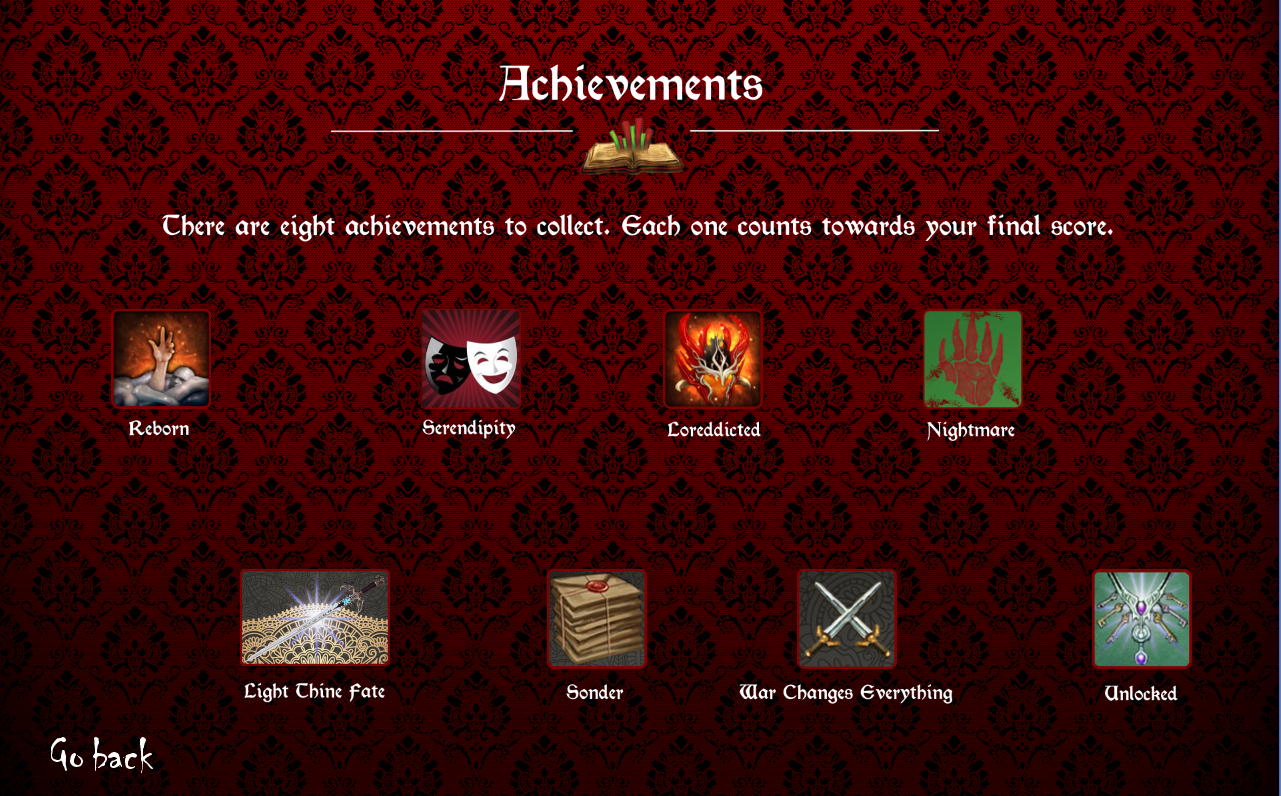 Achievements
There are eight achievements to collect. Each one counts towards your final score.
Reborn
Serendipity
Loreddicted
Nightmare
Light Thine Fate
Sonder
War Changes Everything
Unlocked
Go back